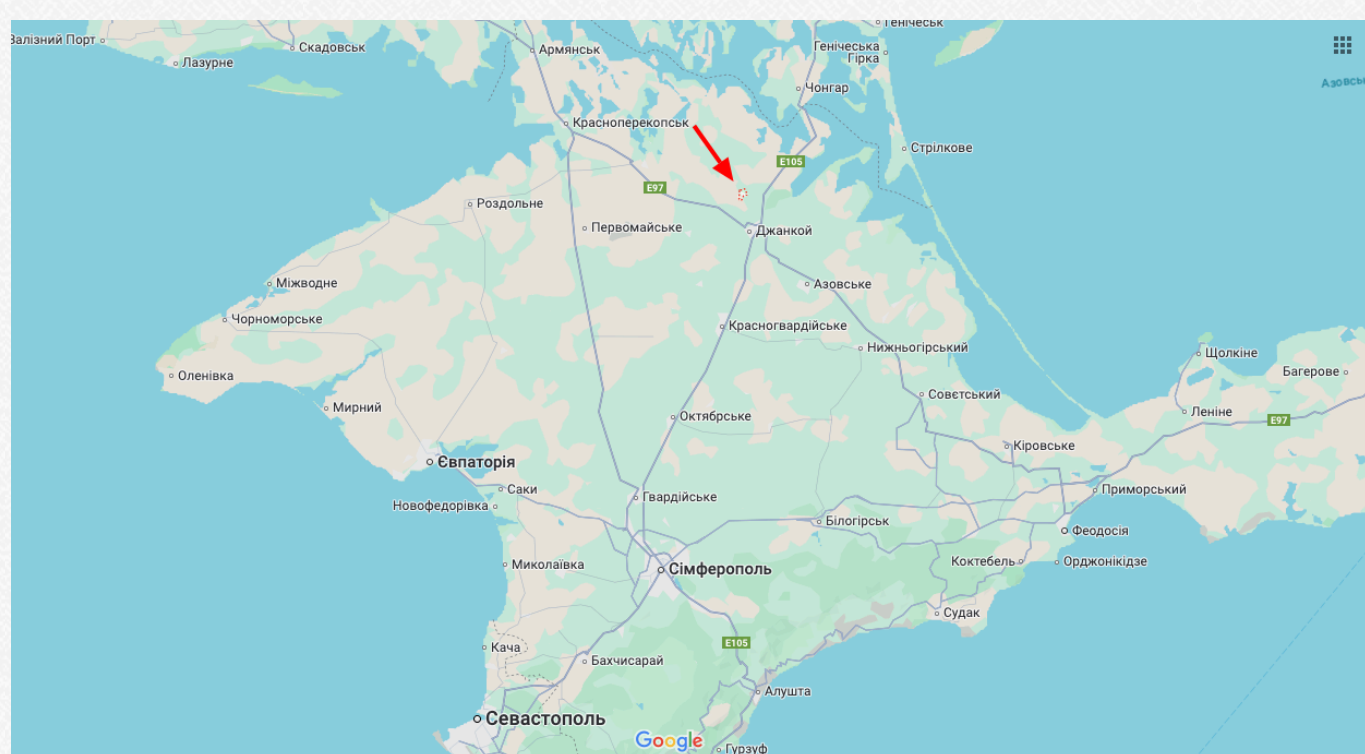 Генічеськ
Залізний Порт
Скадовськ
Армянськ
Генічеська
Гірка
Лазурне
Азовсь
Чонгар
Красноперекопськ
Стрілкове
E105
E97
Роздольне
Первомайське
Джанкой
Міжводне
Азовське
Чорноморське
Красногвардійське
Нижньогірський
Щолкіне
Оленівка
Багерове
Совєтський
Мирний
Октябрське
Леніне
E97
Кіровське
Євпаторія
Саки
Гвардійське
Приморський
Новофедорівка
Білогірськ
Феодосія
Миколаївка
Сімферополь
Коктебель
Орджонікідзе
Судак
E105
Кача
Бахчисарай
Алушта
Севастополь
Google
Гурзуф